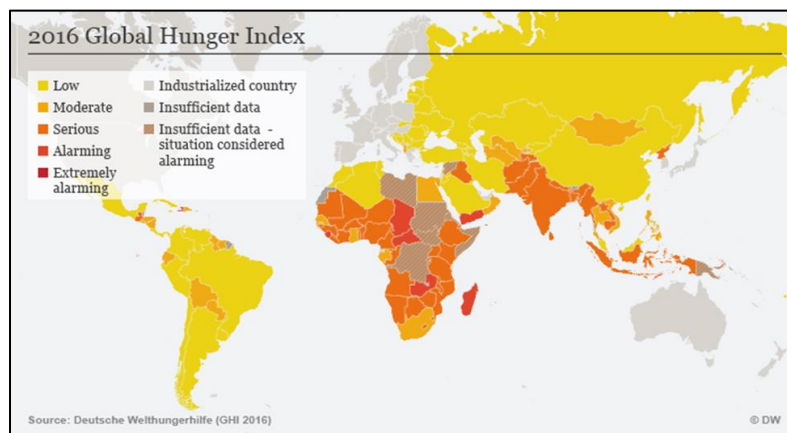 2016 Global Hunger Index
Low
Moderate
Serious
Alarming
Extremely
alarming
Industrialized country
Insufficient data
Insufficient data -
situation considered
alarming
Source: Deutsche Welthungerhilfe (GHI 2016)
© DW